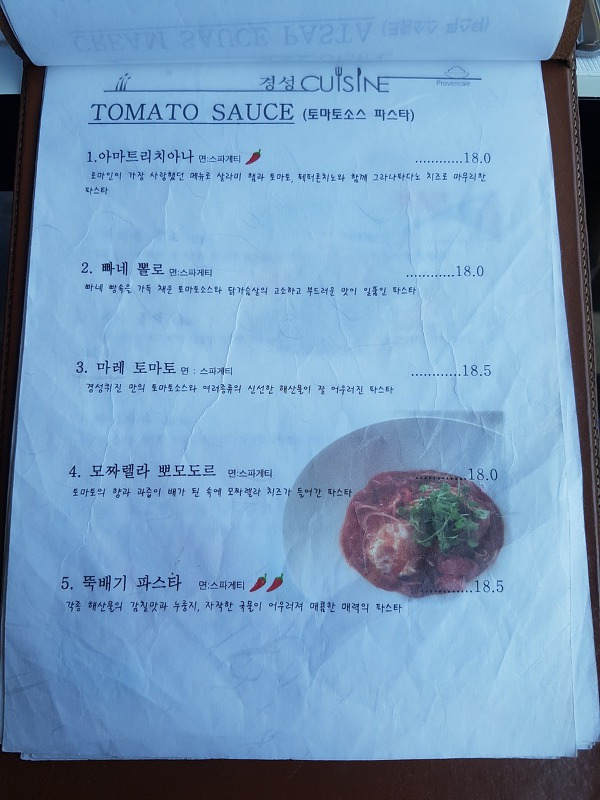 CREAM SAUCE PASTA (크림소스 파스타)
경성 CUISINE
Provencale
TOMATO SAUCE (토마토소스 파스타)
1.아마트리치아나 면:스파게티 ............18.0
로마인이 가장 사랑했던 메뉴로 살라미 햄과 토마토, 페퍼론치노와 함께 그라나파다노 치즈로 마무리한
파스타
2. 빠네 뽈로 면:스파게티 ............18.0
빠네 빵속을 가득 채운 토마토소스와 닭가슴살의 고소하고 부드러운 맛이 일품인 파스타
3. 마레 토마토 면 : 스파게티 ............18.5
경성퀴진 만의 토마토소스와 여러종류의 신선한 해산물이 잘 어우러진 파스타
4. 모짜렐라 뽀모도르 면:스파게티 ............18.0
토마토의 향과 과즙이 배가 된 속에 모짜렐라 치즈가 들어간 파스타
5. 뚝배기 파스타 면:스파게티 ............18.5
각종 해산물의 감칠맛과 누룽지, 자작한 국물이 어우러져 매콤한 매력의 파스타